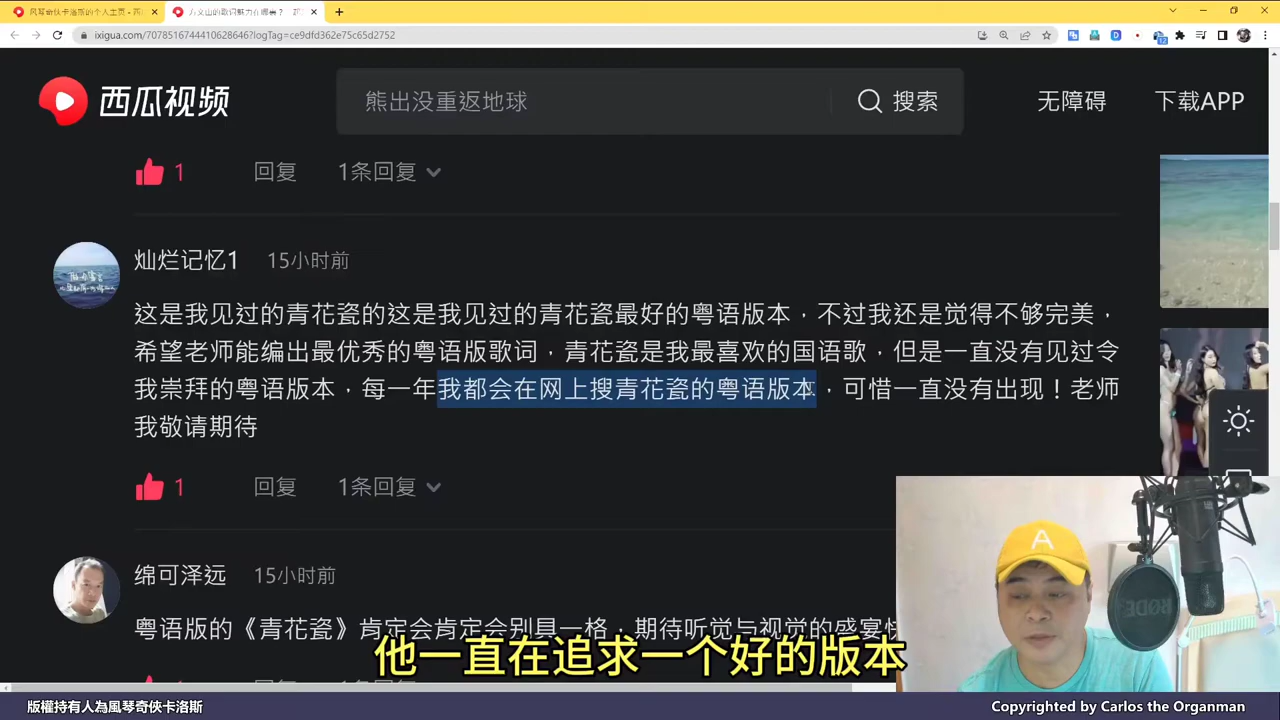 风琴奇伙卡洛斯的个人主页 - 西
方文山的歌词魅力在哪里？
ixigua.com/7078516744410628646?logTag=ce9dfd362e75c65d2752
西瓜视频
熊出没重返地球
搜索
无障碍
下载APP
1 回复 1条回复
灿烂记忆1 15小时前
这是我见过的青花瓷的这是我见过的青花瓷最好的粤语版本，不过我还是觉得不够完美，
希望老师能编出最优秀的粤语版歌词，青花瓷是我最喜欢的国语歌，但是一直没有见过令
我崇拜的粤语版本，每一年我都会在网上搜青花瓷的粤语版本，可惜一直没有出现！老师
我敬请期待
1 回复 1条回复
绵可泽远 15小时前
粤语版的《青花瓷》肯定会肯定会别具一格，期待听觉与视觉的盛宴
他一直在追求一个好的版本
A
RØDE
版權持有人為風琴奇俠卡洛斯
Copyrighted by Carlos the Organman